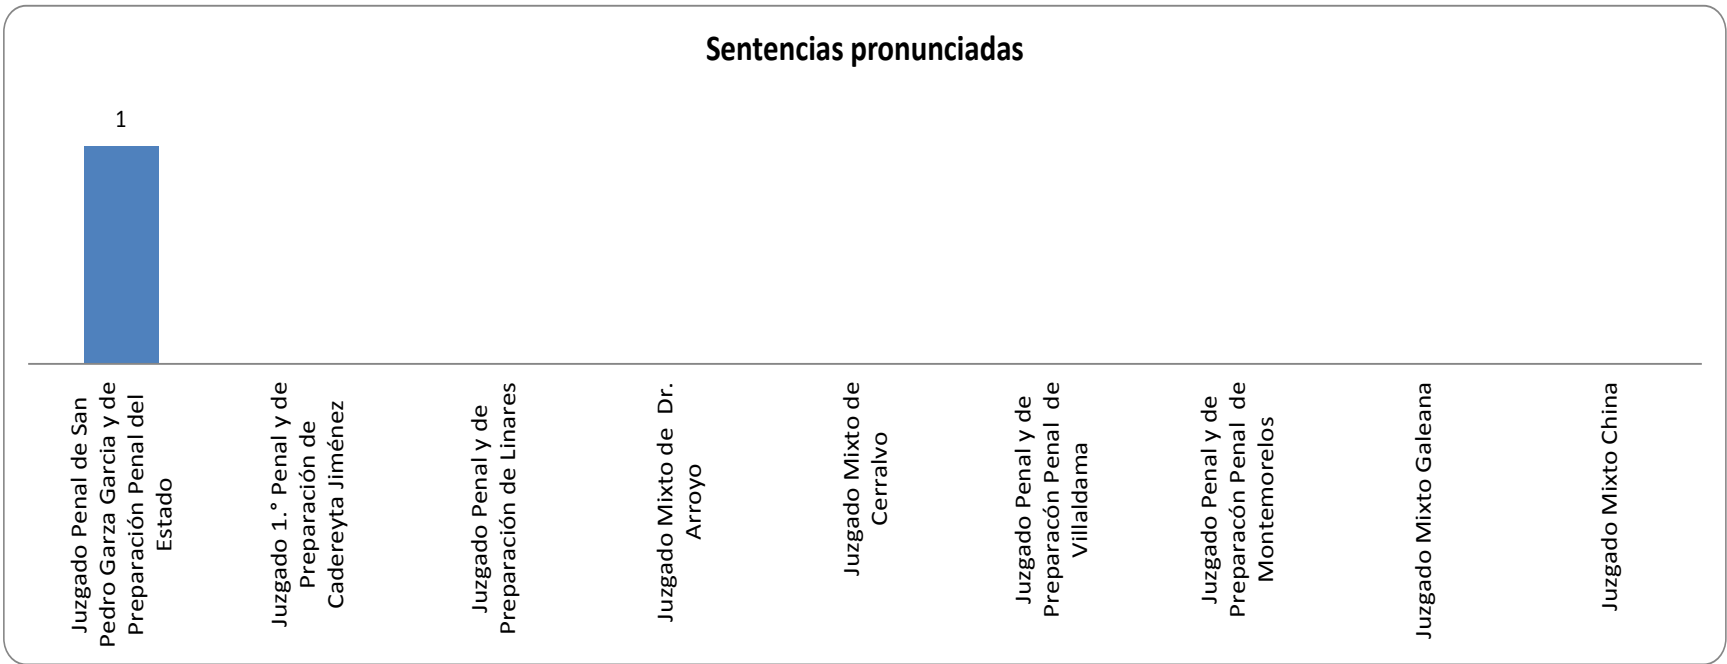 Sentencias pronunciadas
1
Juzgado Penal de San
Pedro Garza Garcia y de
Preparación Penal del
Estado
Juzgado 1.° Penal y de
Preparación de
Cadereyta Jiménez
Juzgado Penal y de
Preparación de Linares
Juzgado Mixto de  Dr.
Arroyo
Juzgado Mixto de
Cerralvo
Juzgado Penal y de
Preparacón Penal  de
Villaldama
Juzgado Penal y de
Preparacón Penal  de
Montemorelos
Juzgado Mixto Galeana
Juzgado Mixto China